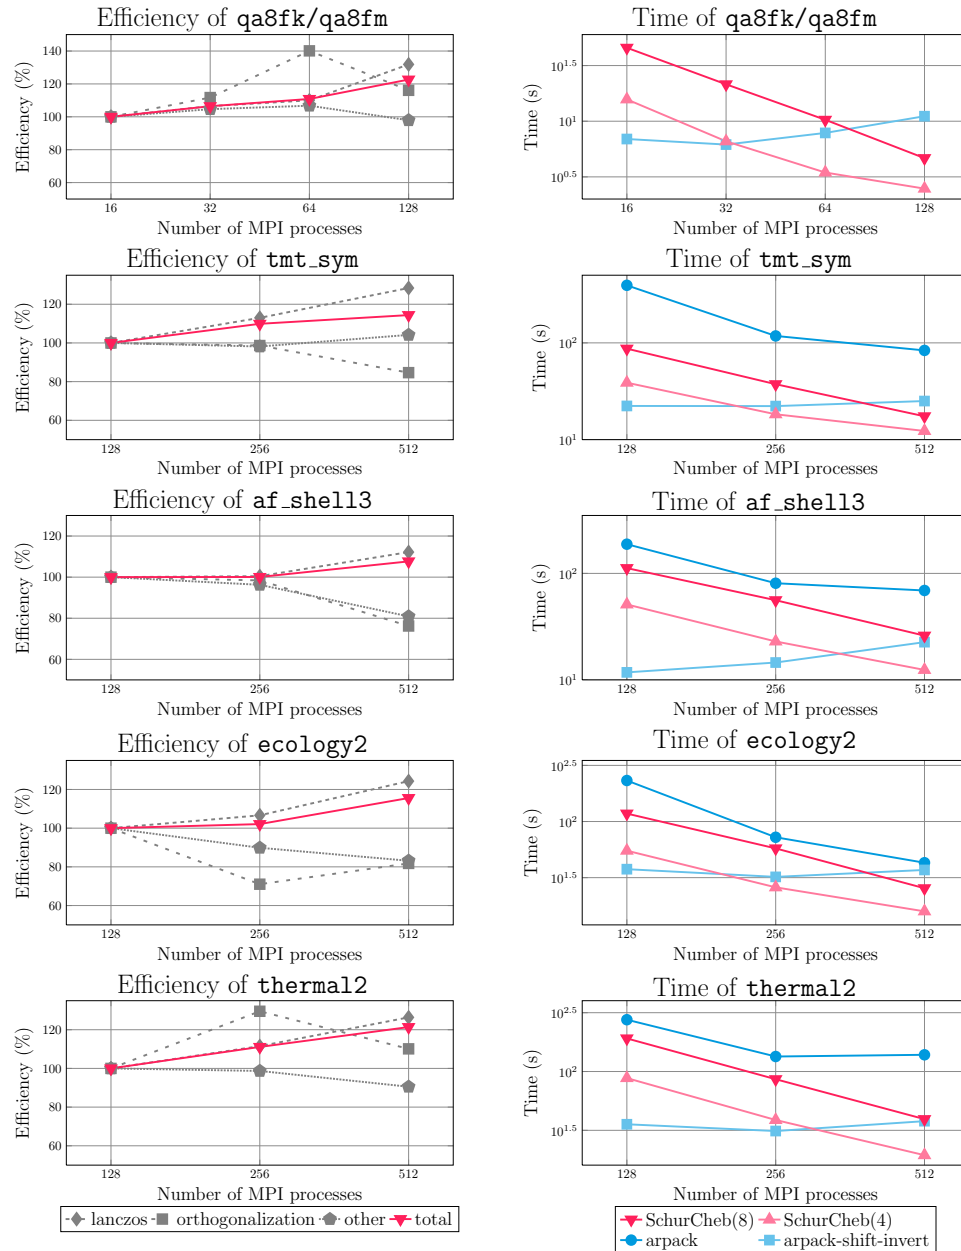 Efficiency of qa8fk/qa8fm
Efficiency (%)
140
120
100
80
60
16 32 64 128
Number of MPI processes
Time of qa8fk/qa8fm
Time (s)
10^1.5
10^1
10^0.5
16 32 64 128
Number of MPI processes
Efficiency of tmt_sym
Efficiency (%)
120
100
80
60
128 256 512
Number of MPI processes
Time of tmt_sym
Time (s)
10^2
10^1
128 256 512
Number of MPI processes
Efficiency of af_shell3
Efficiency (%)
120
100
80
60
128 256 512
Number of MPI processes
Time of af_shell3
Time (s)
10^2
10^1
128 256 512
Number of MPI processes
Efficiency of ecology2
Efficiency (%)
120
100
80
60
128 256 512
Number of MPI processes
Time of ecology2
Time (s)
10^2.5
10^2
10^1.5
128 256 512
Number of MPI processes
Efficiency of thermal2
Efficiency (%)
120
100
80
60
128 256 512
Number of MPI processes
Time of thermal2
Time (s)
10^2.5
10^2
10^1.5
128 256 512
Number of MPI processes
lanczos orthogonalization other total
SchurCheb(8) SchurCheb(4)
arpack arpack-shift-invert